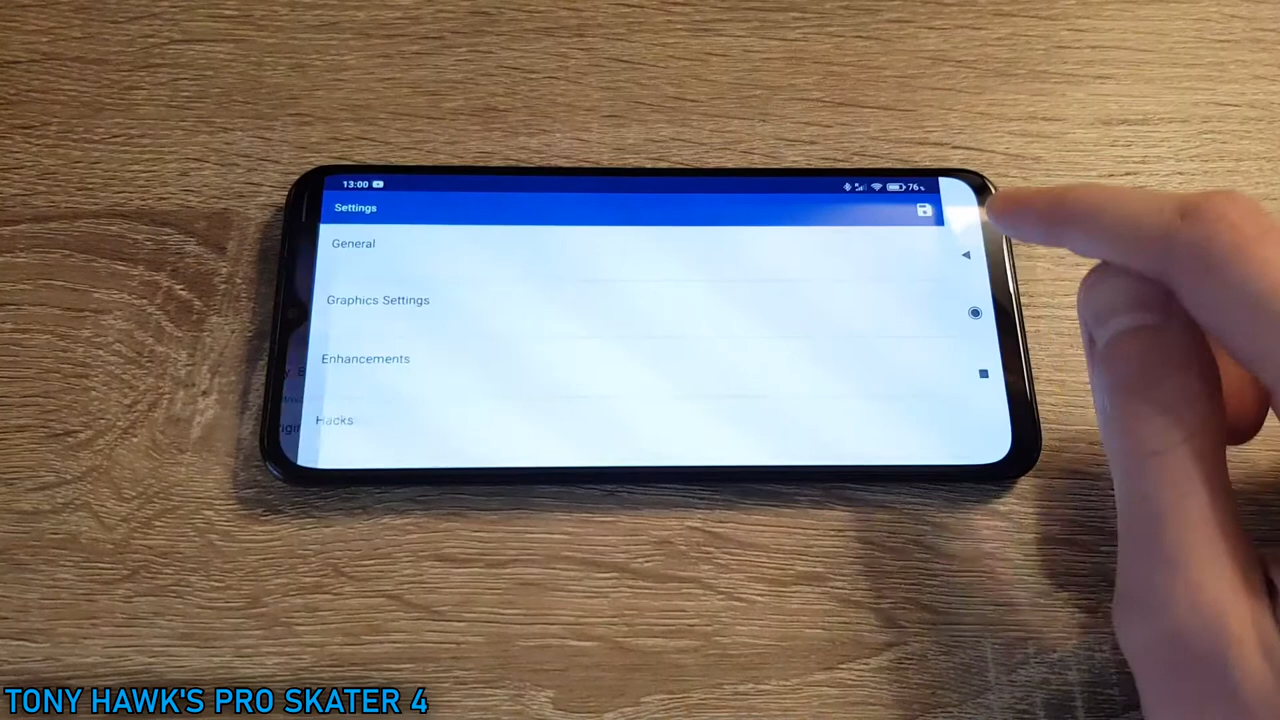 13:00
76%
Settings
General
Graphics Settings
Enhancements
Hacks
TONY HAWK'S PRO SKATER 4